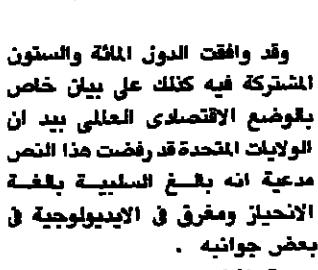 وقد وافقت الدول المائة والستون
المشتركة فيه كذلك على بيان خاص
بالوضع الاقتصادى العالمى بيد ان
الولايات المتحدة قد رفضت هذا النص
مدعية انه بالغ السلبية بالغة
الانحياز ومغرق فى الايديولوجية فى
بعض جوانبه .